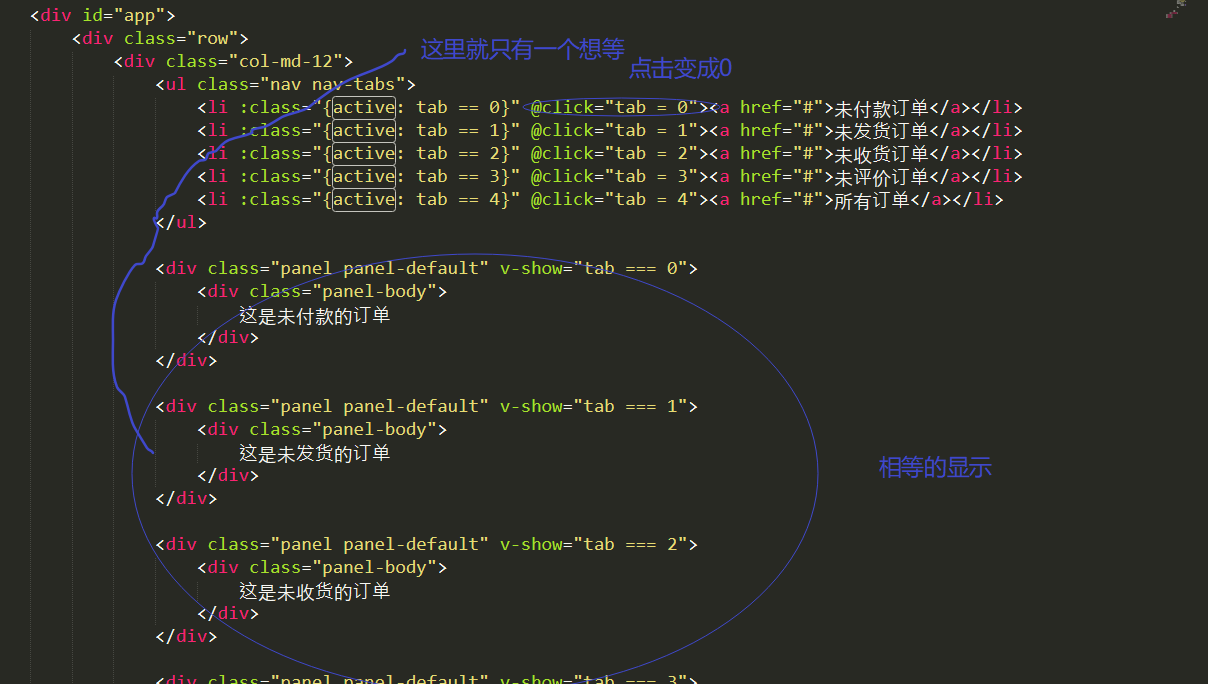 <div id="app">
<div class="row">
这里就只有一个想等
<div class="col-md-12">
点击变成0
<ul class="nav nav-tabs">
<li :class="{active: tab == 0}" @click="tab = 0"><a href="#">未付款订单</a></li>
<li :class="{active: tab == 1}" @click="tab = 1"><a href="#">未发货订单</a></li>
<li :class="{active: tab == 2}" @click="tab = 2"><a href="#">未收货订单</a></li>
<li :class="{active: tab == 3}" @click="tab = 3"><a href="#">未评价订单</a></li>
<li :class="{active: tab == 4}" @click="tab = 4"><a href="#">所有订单</a></li>
</ul>
<div class="panel panel-default" v-show="tab === 0">
<div class="panel-body">
这是未付款的订单
</div>
</div>
<div class="panel panel-default" v-show="tab === 1">
<div class="panel-body">
这是未发货的订单
相等的显示
</div>
</div>
<div class="panel panel-default" v-show="tab === 2">
<div class="panel-body">
这是未收货的订单
</div>
</div>
<div class="panel panel-default" v-show="tab === 3">